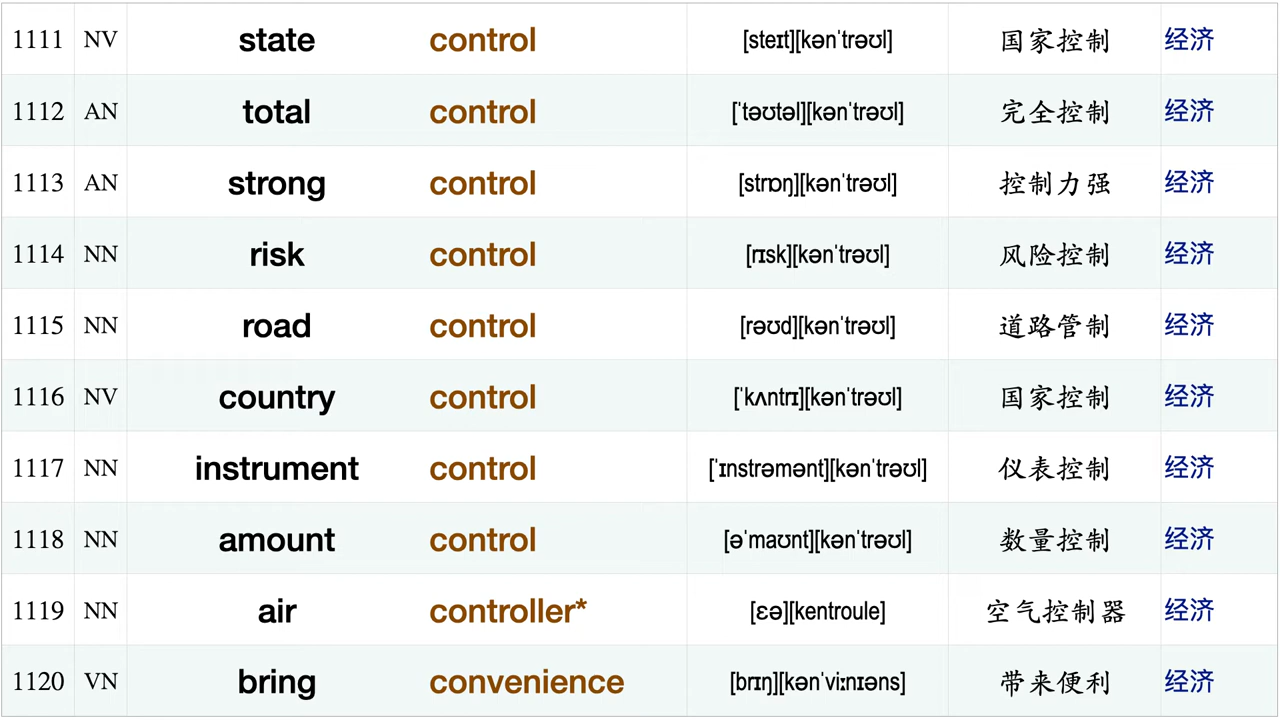 1111 NV state control [steɪt][kənˈtrəʊl] 国家控制 经济
1112 AN total control [ˈtəʊtəl][kənˈtrəʊl] 完全控制 经济
1113 AN strong control [strɒŋ][kənˈtrəʊl] 控制力强 经济
1114 NN risk control [rɪsk][kənˈtrəʊl] 风险控制 经济
1115 NN road control [rəʊd][kənˈtrəʊl] 道路管制 经济
1116 NV country control [ˈkʌntrɪ][kənˈtrəʊl] 国家控制 经济
1117 NN instrument control [ˈɪnstrəmənt][kənˈtrəʊl] 仪表控制 经济
1118 NN amount control [əˈmaʊnt][kənˈtrəʊl] 数量控制 经济
1119 NN air controller* [ɛə][kentroule] 空气控制器 经济
1120 VN bring convenience [brɪŋ][kənˈviːnɪəns] 带来便利 经济